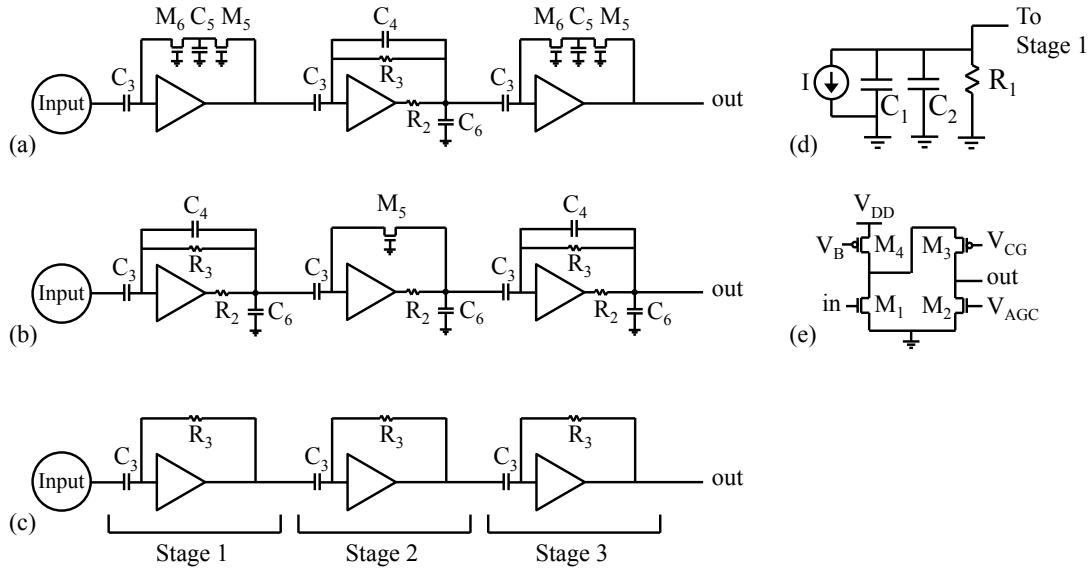 M6 C5 M5
C4
M6 C5 M5
C3
R3
C3
C3
Input
R2
C6
out
(a)
C4
M5
C4
C3
R3
C3
C3
R3
Input
R2
C6
R2
C6
R2
C6
out
(b)
R3
R3
R3
C3
C3
C3
Input
out
(c)
Stage 1
Stage 2
Stage 3
To
Stage 1
I
C1
C2
R1
(d)
VDD
VB
M4
M3
VCG
out
in
M1
M2
VAGC
(e)